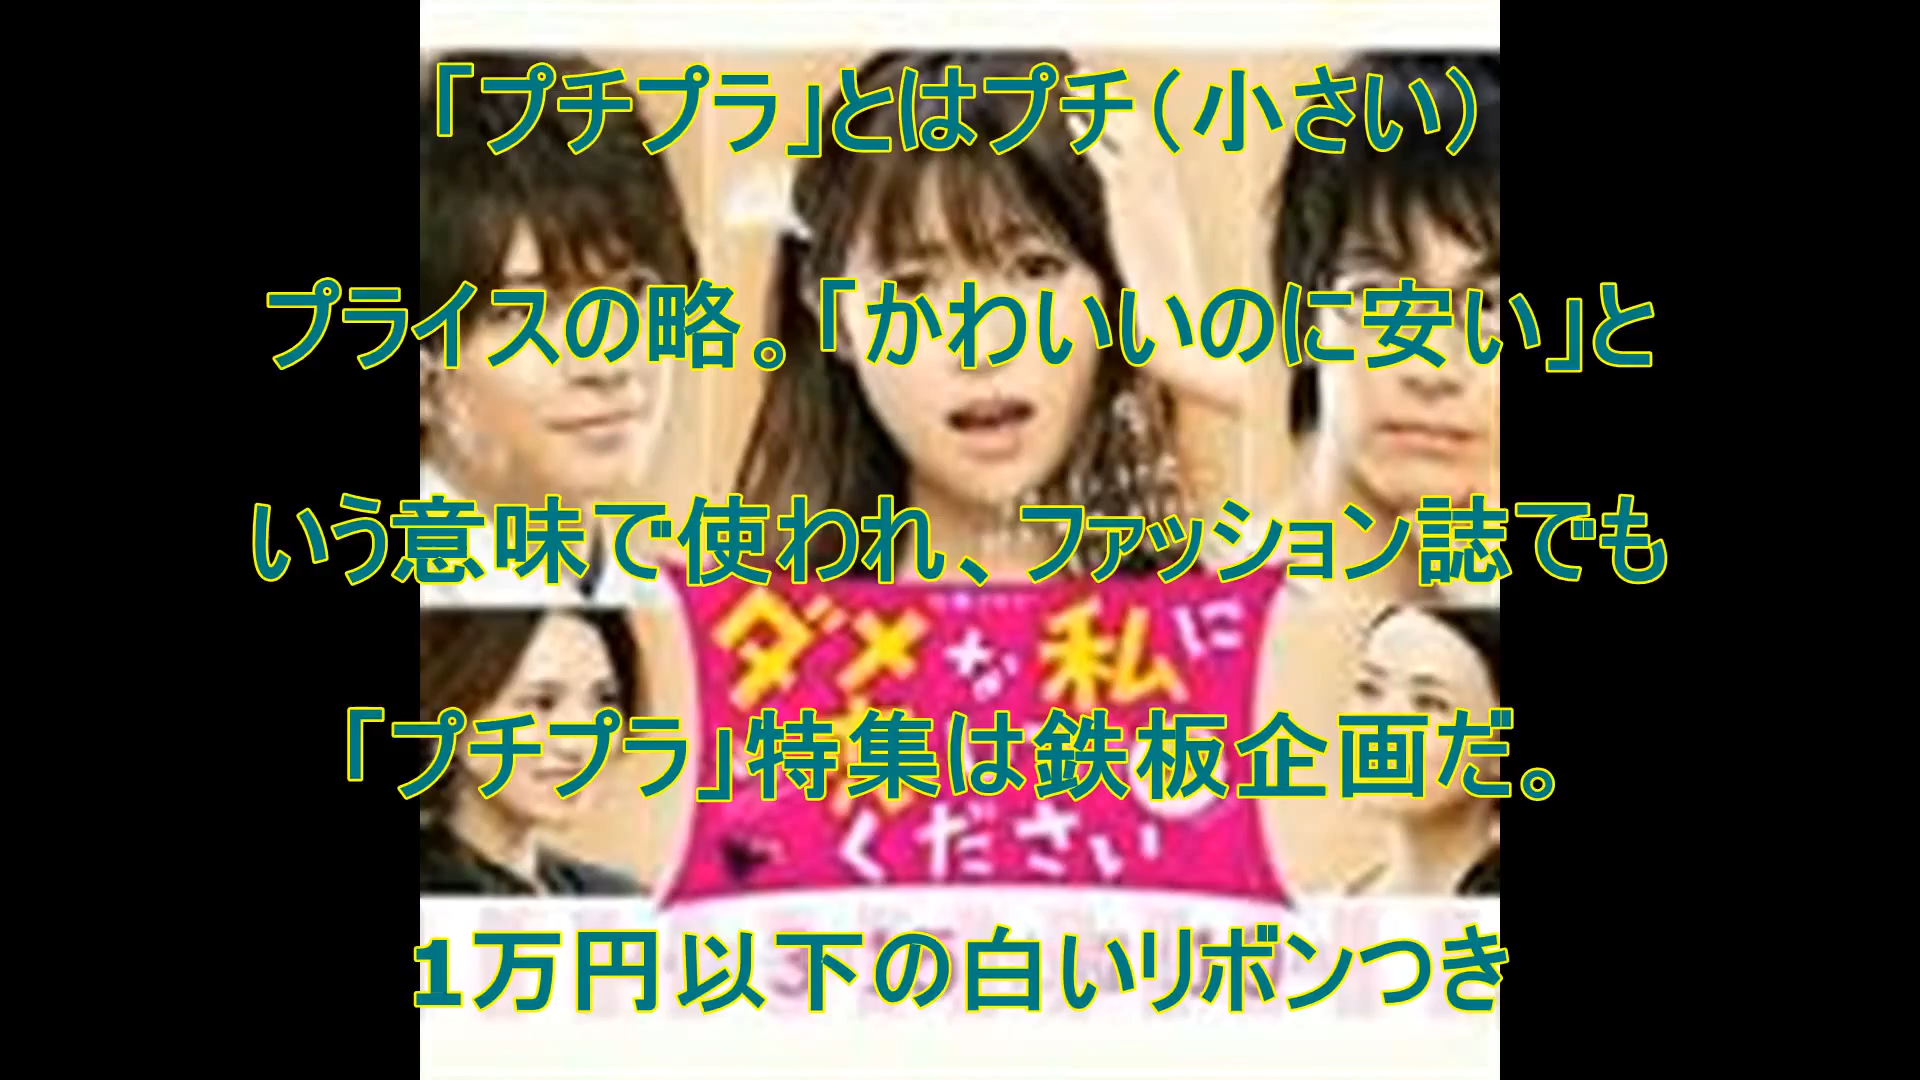 「プチプラ」とはプチ（小さい）
プライスの略。「かわいいのに安い」と
いう意味で使われ、ファッション誌でも
「プチプラ」特集は鉄板企画だ。
1万円以下の白いリボンつき
ダメな私に
ください